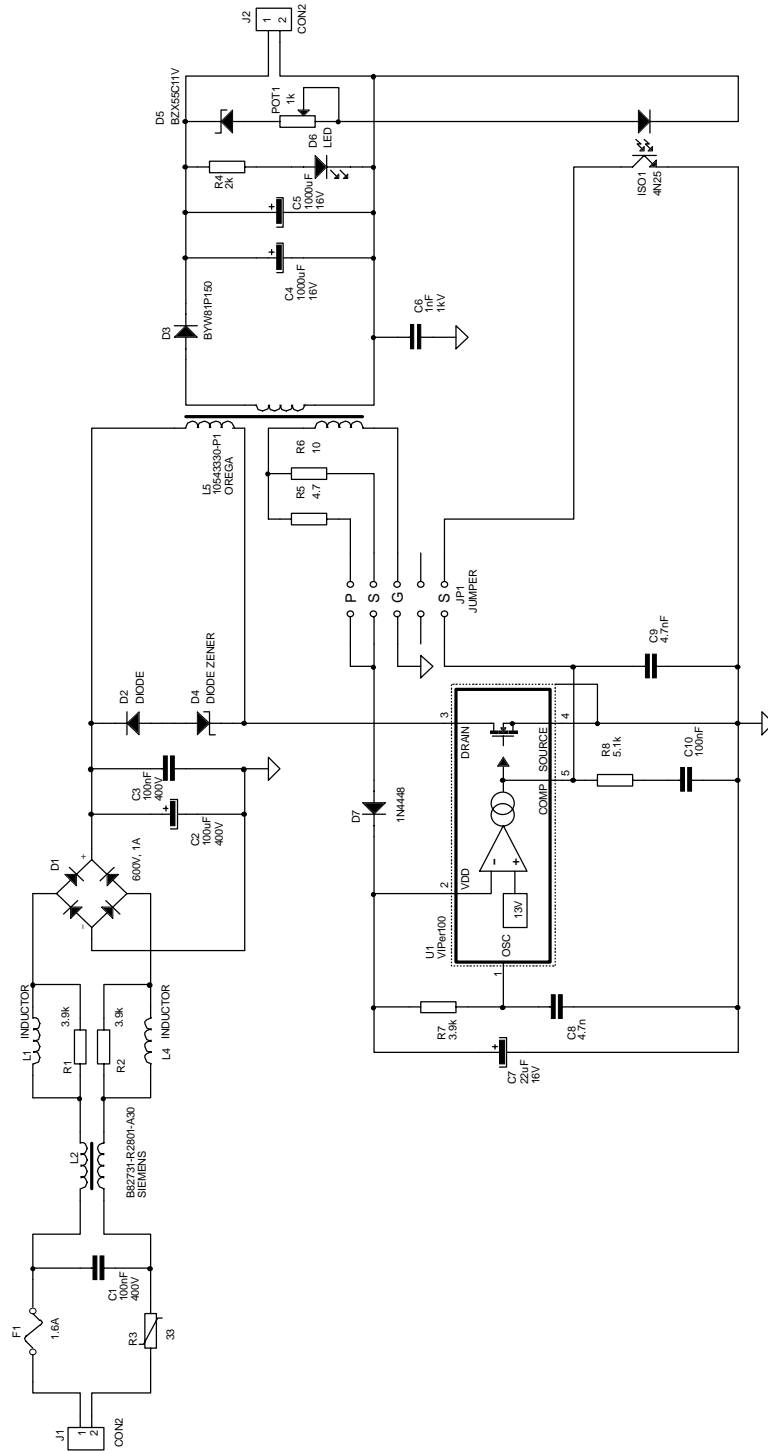 J1
1
2
CON2
F1
1.6A
R3
33
C1
100nF
400V
L2
B82731-R2801-A30
SIEMENS
L1
INDUCTOR
R1
3.9k
R2
3.9k
L4
INDUCTOR
D1
+
-
600V, 1A
C2
100uF
400V
+
C3
100nF
400V
D2
DIODE
D4
DIODE ZENER
L5
10543330-P1
OREGA
D3
BYW81P150
C4
1000uF
16V
+
C5
1000uF
16V
+
R4
2k
D6
LED
D5
BZX55C11V
POT1
1k
J2
1
2
CON2
C6
1nF
1kV
R5
4.7
R6
10
P
S
G
S
JP1
JUMPER
D7
1N4448
U1
VIPer100
1
OSC
2
VDD
3
DRAIN
13V
-
+
COMP
5
SOURCE
4
R7
3.9k
C8
4.7n
C7
22uF
16V
+
R8
5.1k
C10
100nF
C9
4.7nF
ISO1
4N25